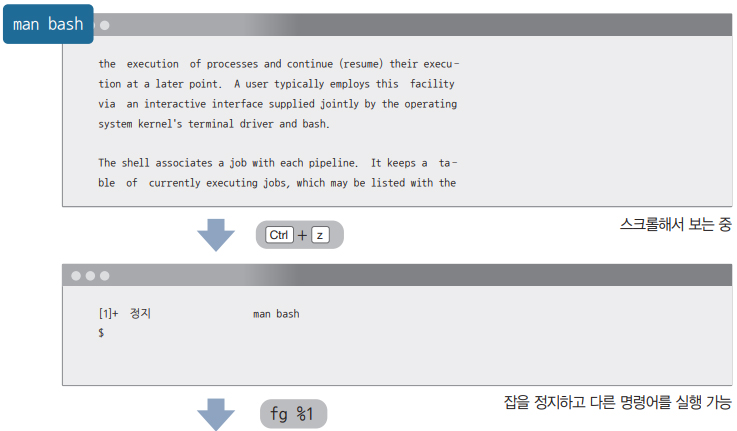 man bash
the execution of processes and continue (resume) their execu-
tion at a later point. A user typically employs this facility
via an interactive interface supplied jointly by the operating
system kernel's terminal driver and bash.
The shell associates a job with each pipeline. It keeps a ta-
ble of currently executing jobs, which may be listed with the
스크롤해서 보는 중
Ctrl + z
[1]+ 정지 man bash
$
잡을 정지하고 다른 명령어를 실행 가능
fg %1